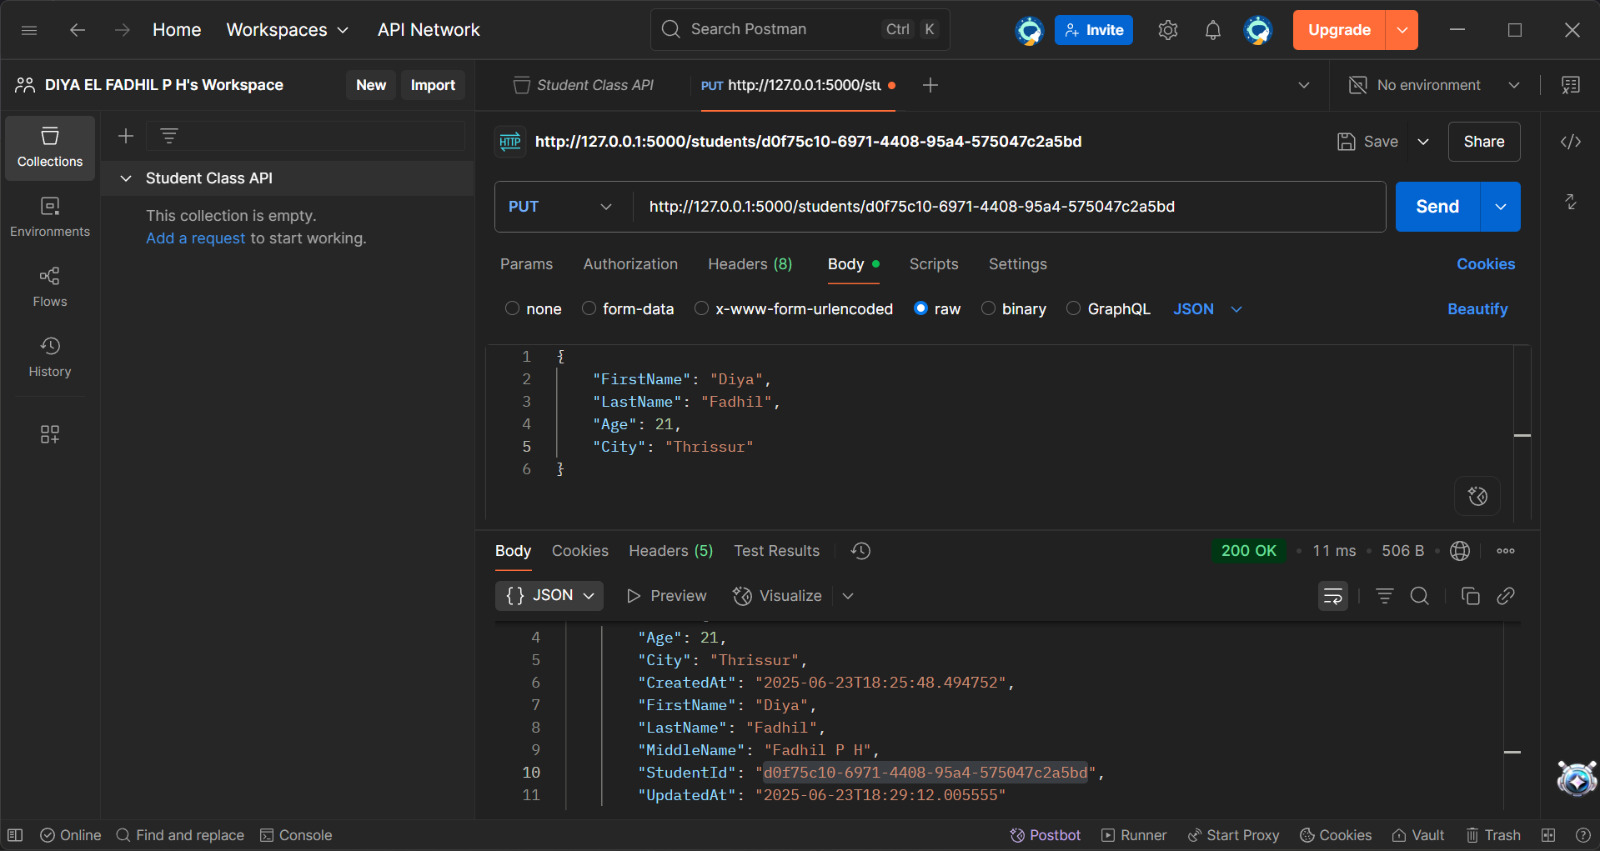 Home Workspaces API Network Search Postman Ctrl K Invite Upgrade
DIYA EL FADHIL P H's Workspace New Import Student Class API PUT http://127.0.0.1:5000/stu No environment
Collections
Environments
Flows
History
Student Class API
This collection is empty.
Add a request to start working.
HTTP http://127.0.0.1:5000/students/d0f75c10-6971-4408-95a4-575047c2a5bd Save Share
PUT http://127.0.0.1:5000/students/d0f75c10-6971-4408-95a4-575047c2a5bd Send
Params Authorization Headers (8) Body Scripts Settings Cookies
none form-data x-www-form-urlencoded raw binary GraphQL JSON Beautify
1 {
2 "FirstName": "Diya",
3 "LastName": "Fadhil",
4 "Age": 21,
5 "City": "Thrissur"
6 }
Body Cookies Headers (5) Test Results 200 OK • 11 ms • 506 B •
{} JSON Preview Visualize
4 "Age": 21,
5 "City": "Thrissur",
6 "CreatedAt": "2025-06-23T18:25:48.494752",
7 "FirstName": "Diya",
8 "LastName": "Fadhil",
9 "MiddleName": "Fadhil P H",
10 "StudentId": "d0f75c10-6971-4408-95a4-575047c2a5bd",
11 "UpdatedAt": "2025-06-23T18:29:12.005555"
Online Find and replace Console Postbot Runner Start Proxy Cookies Vault Trash